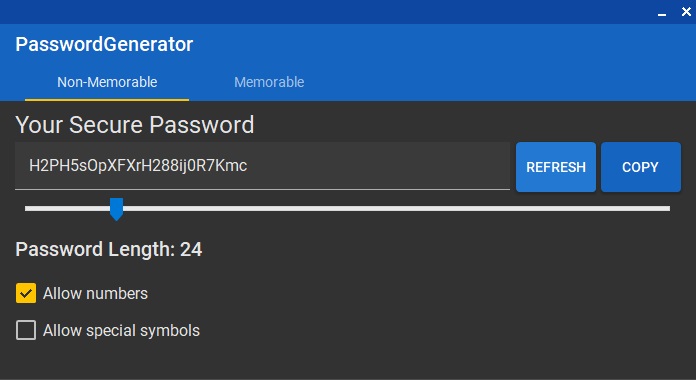 PasswordGenerator
Non-Memorable Memorable
Your Secure Password
H2PH5sOpXFXrH288ij0R7Kmc REFRESH COPY
Password Length: 24
Allow numbers
Allow special symbols